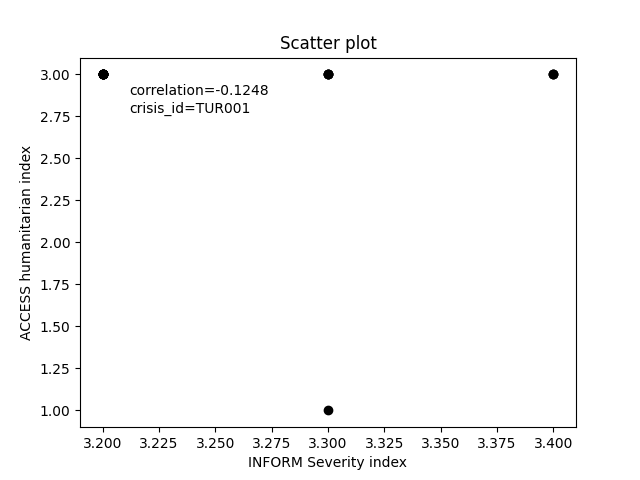 Scatter plot
correlation=-0.1248
crisis_id=TUR001
ACCESS humanitarian index
3.00
2.75
2.50
2.25
2.00
1.75
1.50
1.25
1.00
3.200 3.225 3.250 3.275 3.300 3.325 3.350 3.375 3.400
INFORM Severity index